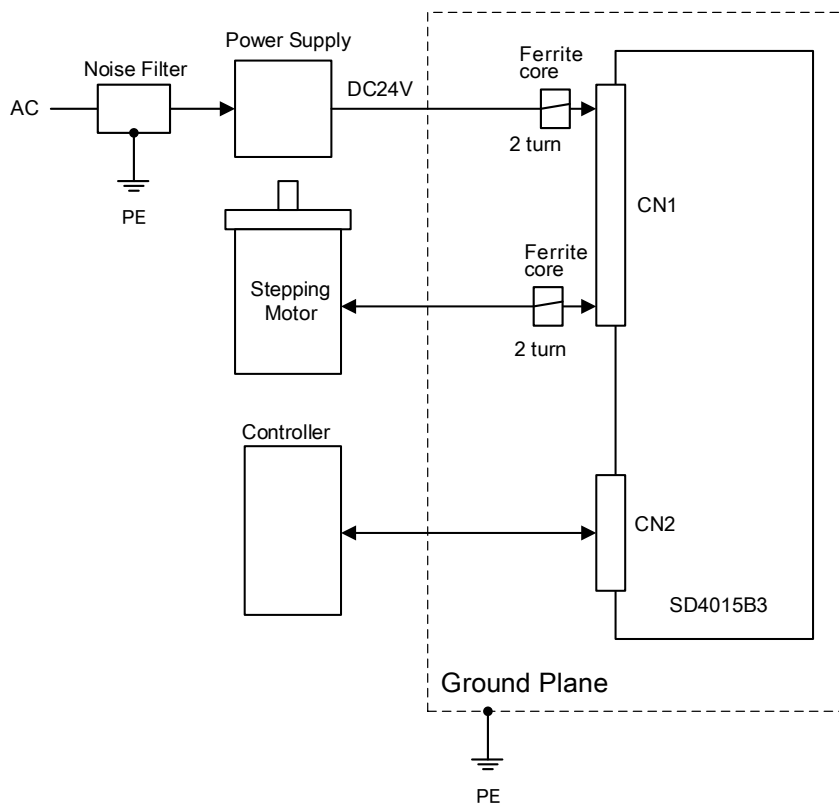 Power Supply
Noise Filter
AC
DC24V
Ferrite
core
2 turn
PE
CN1
Stepping
Motor
Ferrite
core
2 turn
Controller
CN2
SD4015B3
Ground Plane
PE